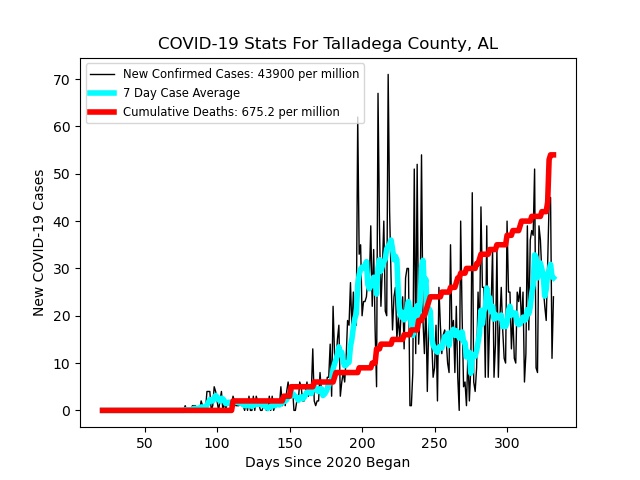 COVID-19 Stats For Talladega County, AL
New Confirmed Cases: 43900 per million
7 Day Case Average
Cumulative Deaths: 675.2 per million
New COVID-19 Cases
70
60
50
40
30
20
10
0
50 100 150 200 250 300
Days Since 2020 Began